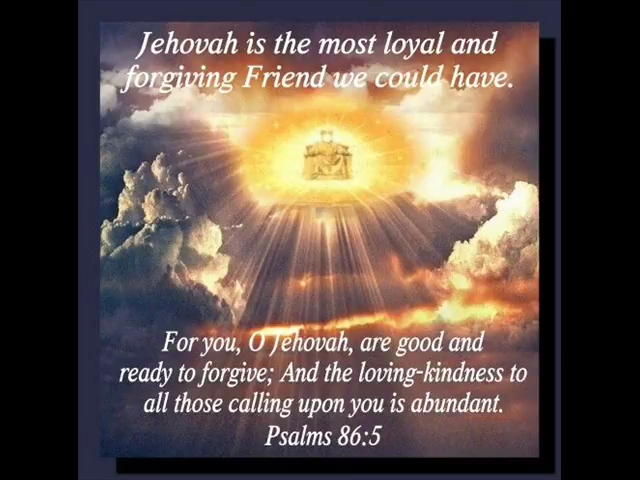 Jehovah is the most loyal and
forgiving Friend we could have.
For you, O Jehovah, are good and
ready to forgive; And the loving-kindness to
all those calling upon you is abundant.
Psalms 86:5